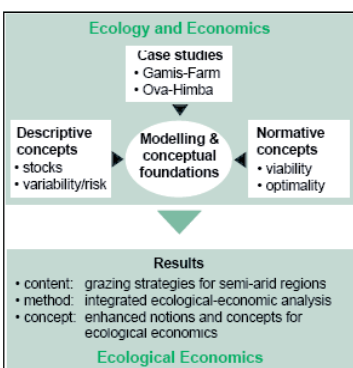 Ecology and Economics
Case studies
• Gamis-Farm
• Ova-Himba
Descriptive
concepts
• stocks
• variability/risk
Modelling &
conceptual
foundations
Normative
concepts
• viability
• optimality
Results
• content: grazing strategies for semi-arid regions
• method: integrated ecological-economic analysis
• concept: enhanced notions and concepts for
ecological economics
Ecological Economics